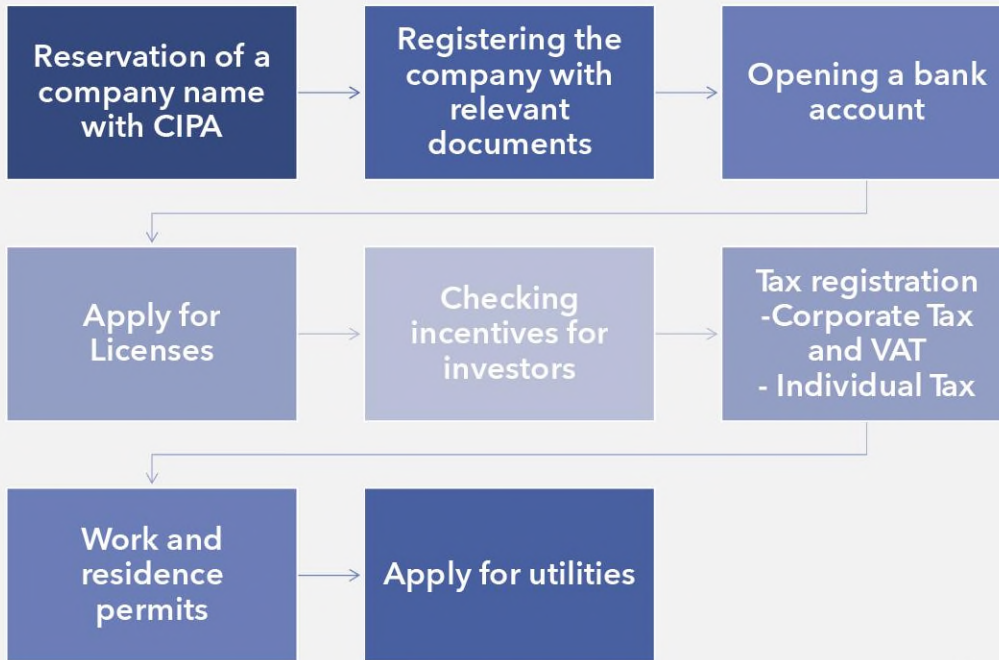 Reservation of a
company name
with CIPA
Registering the
company with
relevant
documents
Opening a bank
account
Apply for
Licenses
Checking
incentives for
investors
Tax registration
-Corporate Tax
and VAT
- Individual Tax
Work and
residence
permits
Apply for utilities